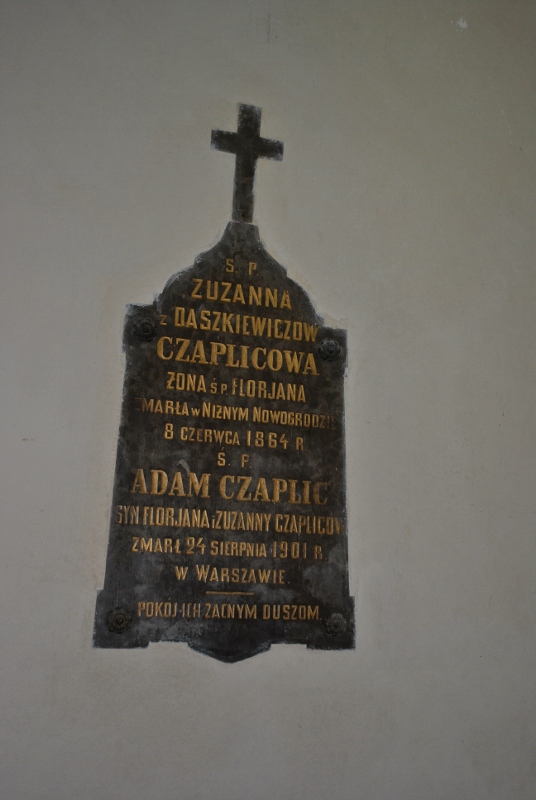 Ś. P
ZUZANNA
Z DASZKIEWICZÓW
CZAPLICOWA
ŻONA Ś.P. FLORJANA
ZMARŁA W NIŻNYM NOWOGRODZIE
8 CZERWCA 1864 R
Ś. P.
ADAM CZAPLIC
SYN FLORJANA i ZUZANNY CZAPLICÓW
ZMARŁ 24 SIERPNIA 1901 R.
W WARSZAWIE.
POKÓJ ICH ZACNYM DUSZOM.